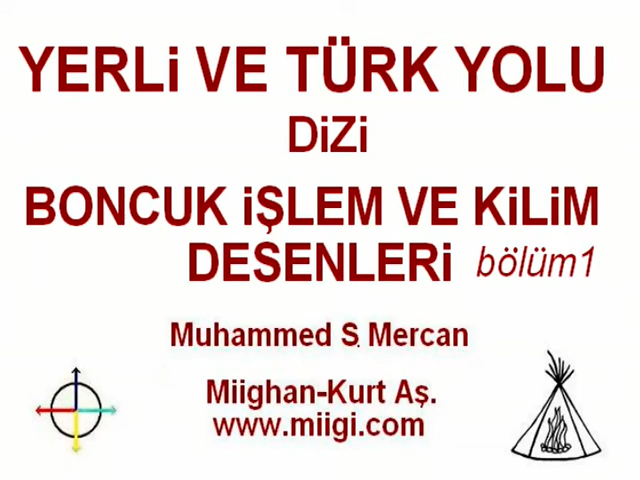 YERLi VE TÜRK YOLU
DiZi
BONCUK iŞLEM VE KiLiM
DESENLERi bölüm1
Muhammed S. Mercan
Miighan-Kurt Aş.
www.miigi.com